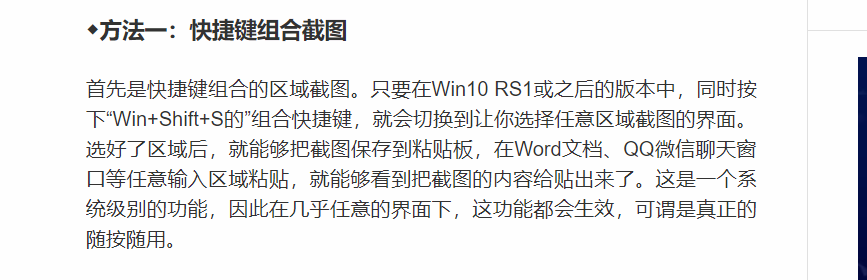 ◆方法一：快捷键组合截图
首先是快捷键组合的区域截图。只要在Win10 RS1或之后的版本中，同时按
下“Win+Shift+S的”组合快捷键，就会切换到让你选择任意区域截图的界面。
选好了区域后，就能够把截图保存到粘贴板，在Word文档、QQ微信聊天窗
口等任意输入区域粘贴，就能够看到把截图的内容给贴出来了。这是一个系
统级别的功能，因此在几乎任意的界面下，这功能都会生效，可谓是真正的
随按随用。